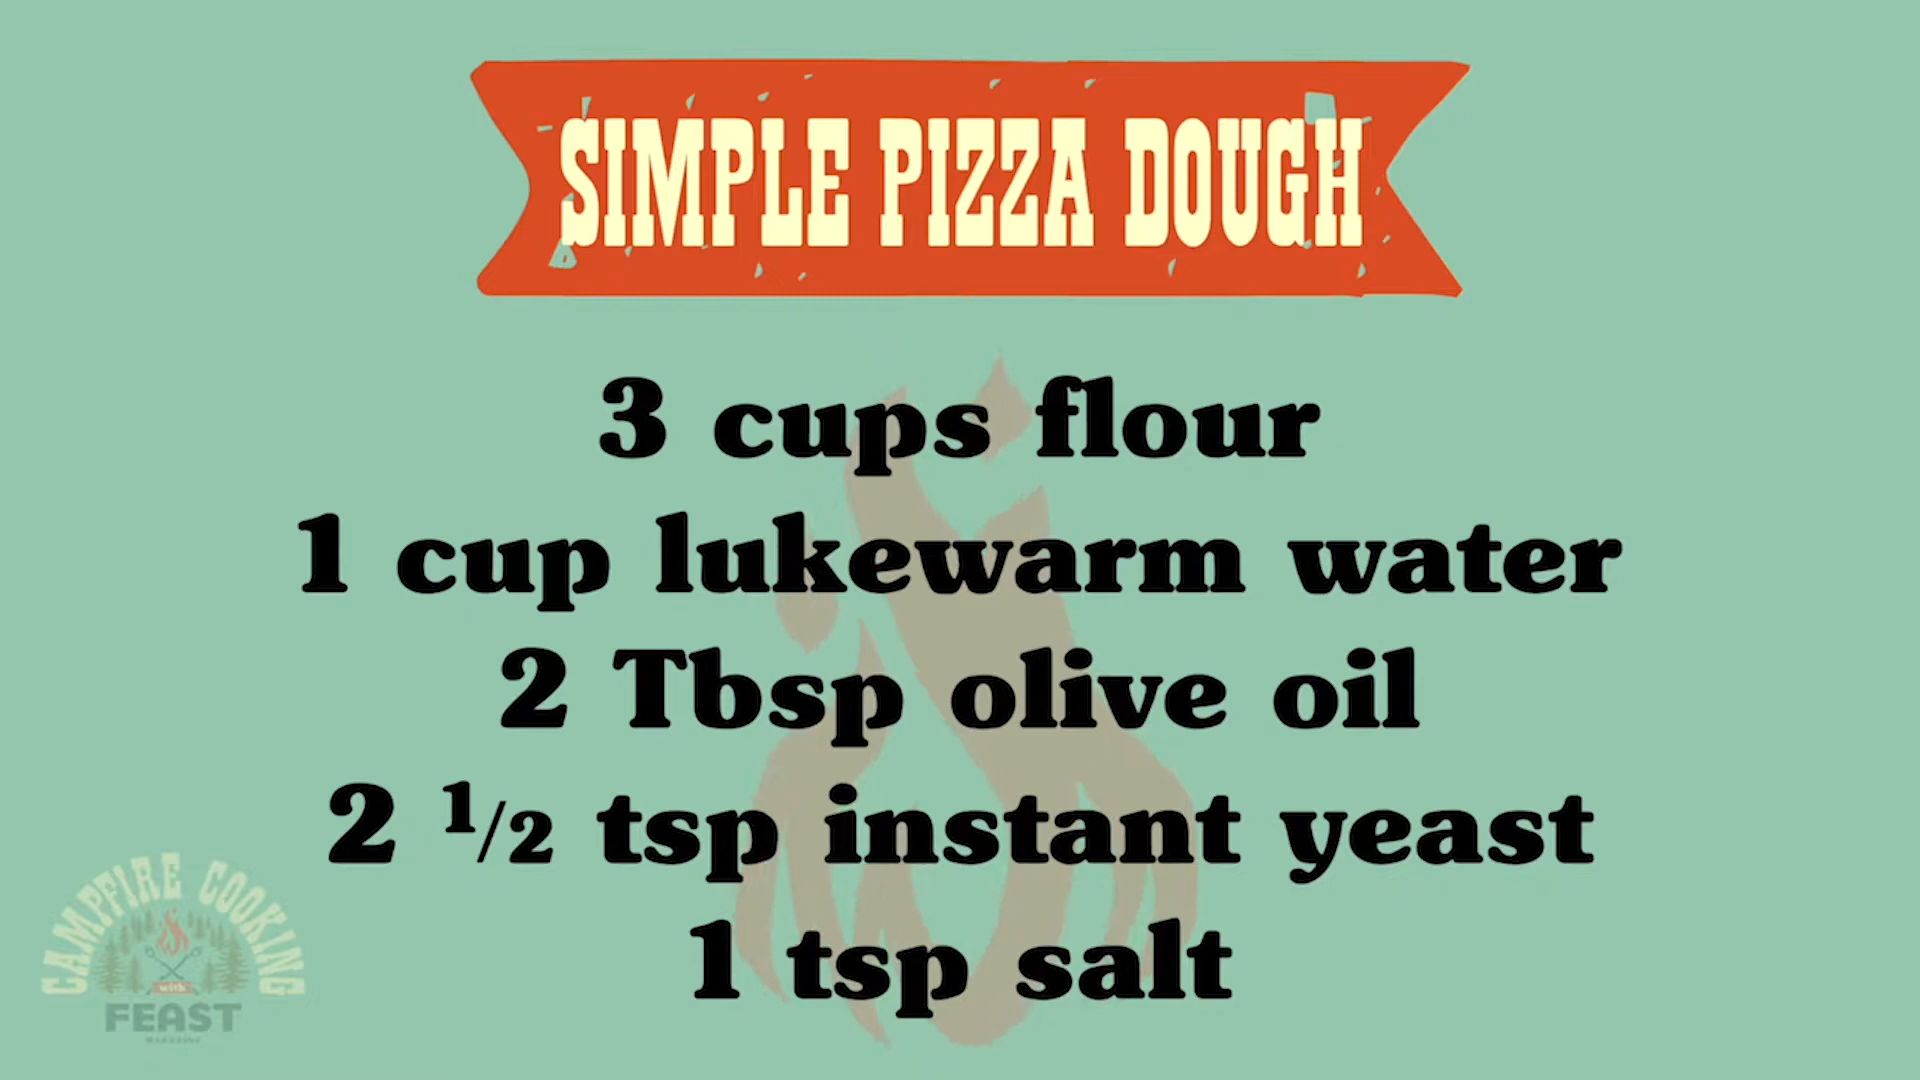 SIMPLE PIZZA DOUGH
3 cups flour
1 cup lukewarm water
2 Tbsp olive oil
2 1/2 tsp instant yeast
1 tsp salt
CAMPFIRE COOKING
with
FEAST
MAGAZINE